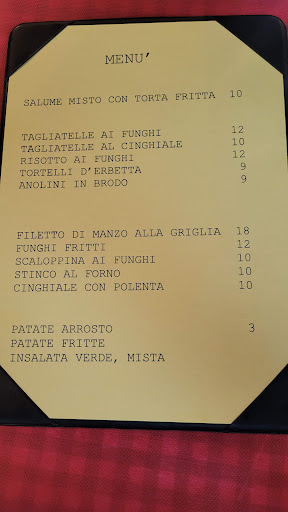 MENU'
SALUME MISTO CON TORTA FRITTA 10
TAGLIATELLE AI FUNGHI 12
TAGLIATELLE AL CINGHIALE 10
RISOTTO AI FUNGHI 12
TORTELLI D'ERBETTA 9
ANOLINI IN BRODO 9
FILETTO DI MANZO ALLA GRIGLIA 18
FUNGHI FRITTI 12
SCALOPPINA AI FUNGHI 10
STINCO AL FORNO 10
CINGHIALE CON POLENTA 10
PATATE ARROSTO 3
PATATE FRITTE
INSALATA VERDE, MISTA